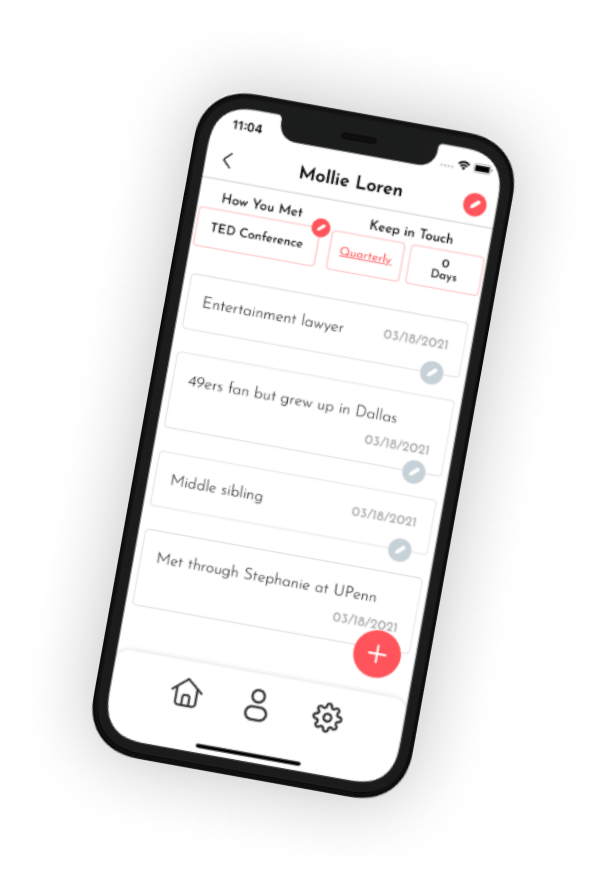 11:04
Mollie Loren
How You Met
Keep in Touch
TED Conference
Quarterly
0
Days
Entertainment lawyer
03/18/2021
49ers fan but grew up in Dallas
03/18/2021
Middle sibling
03/18/2021
Met through Stephanie at UPenn
03/18/2021